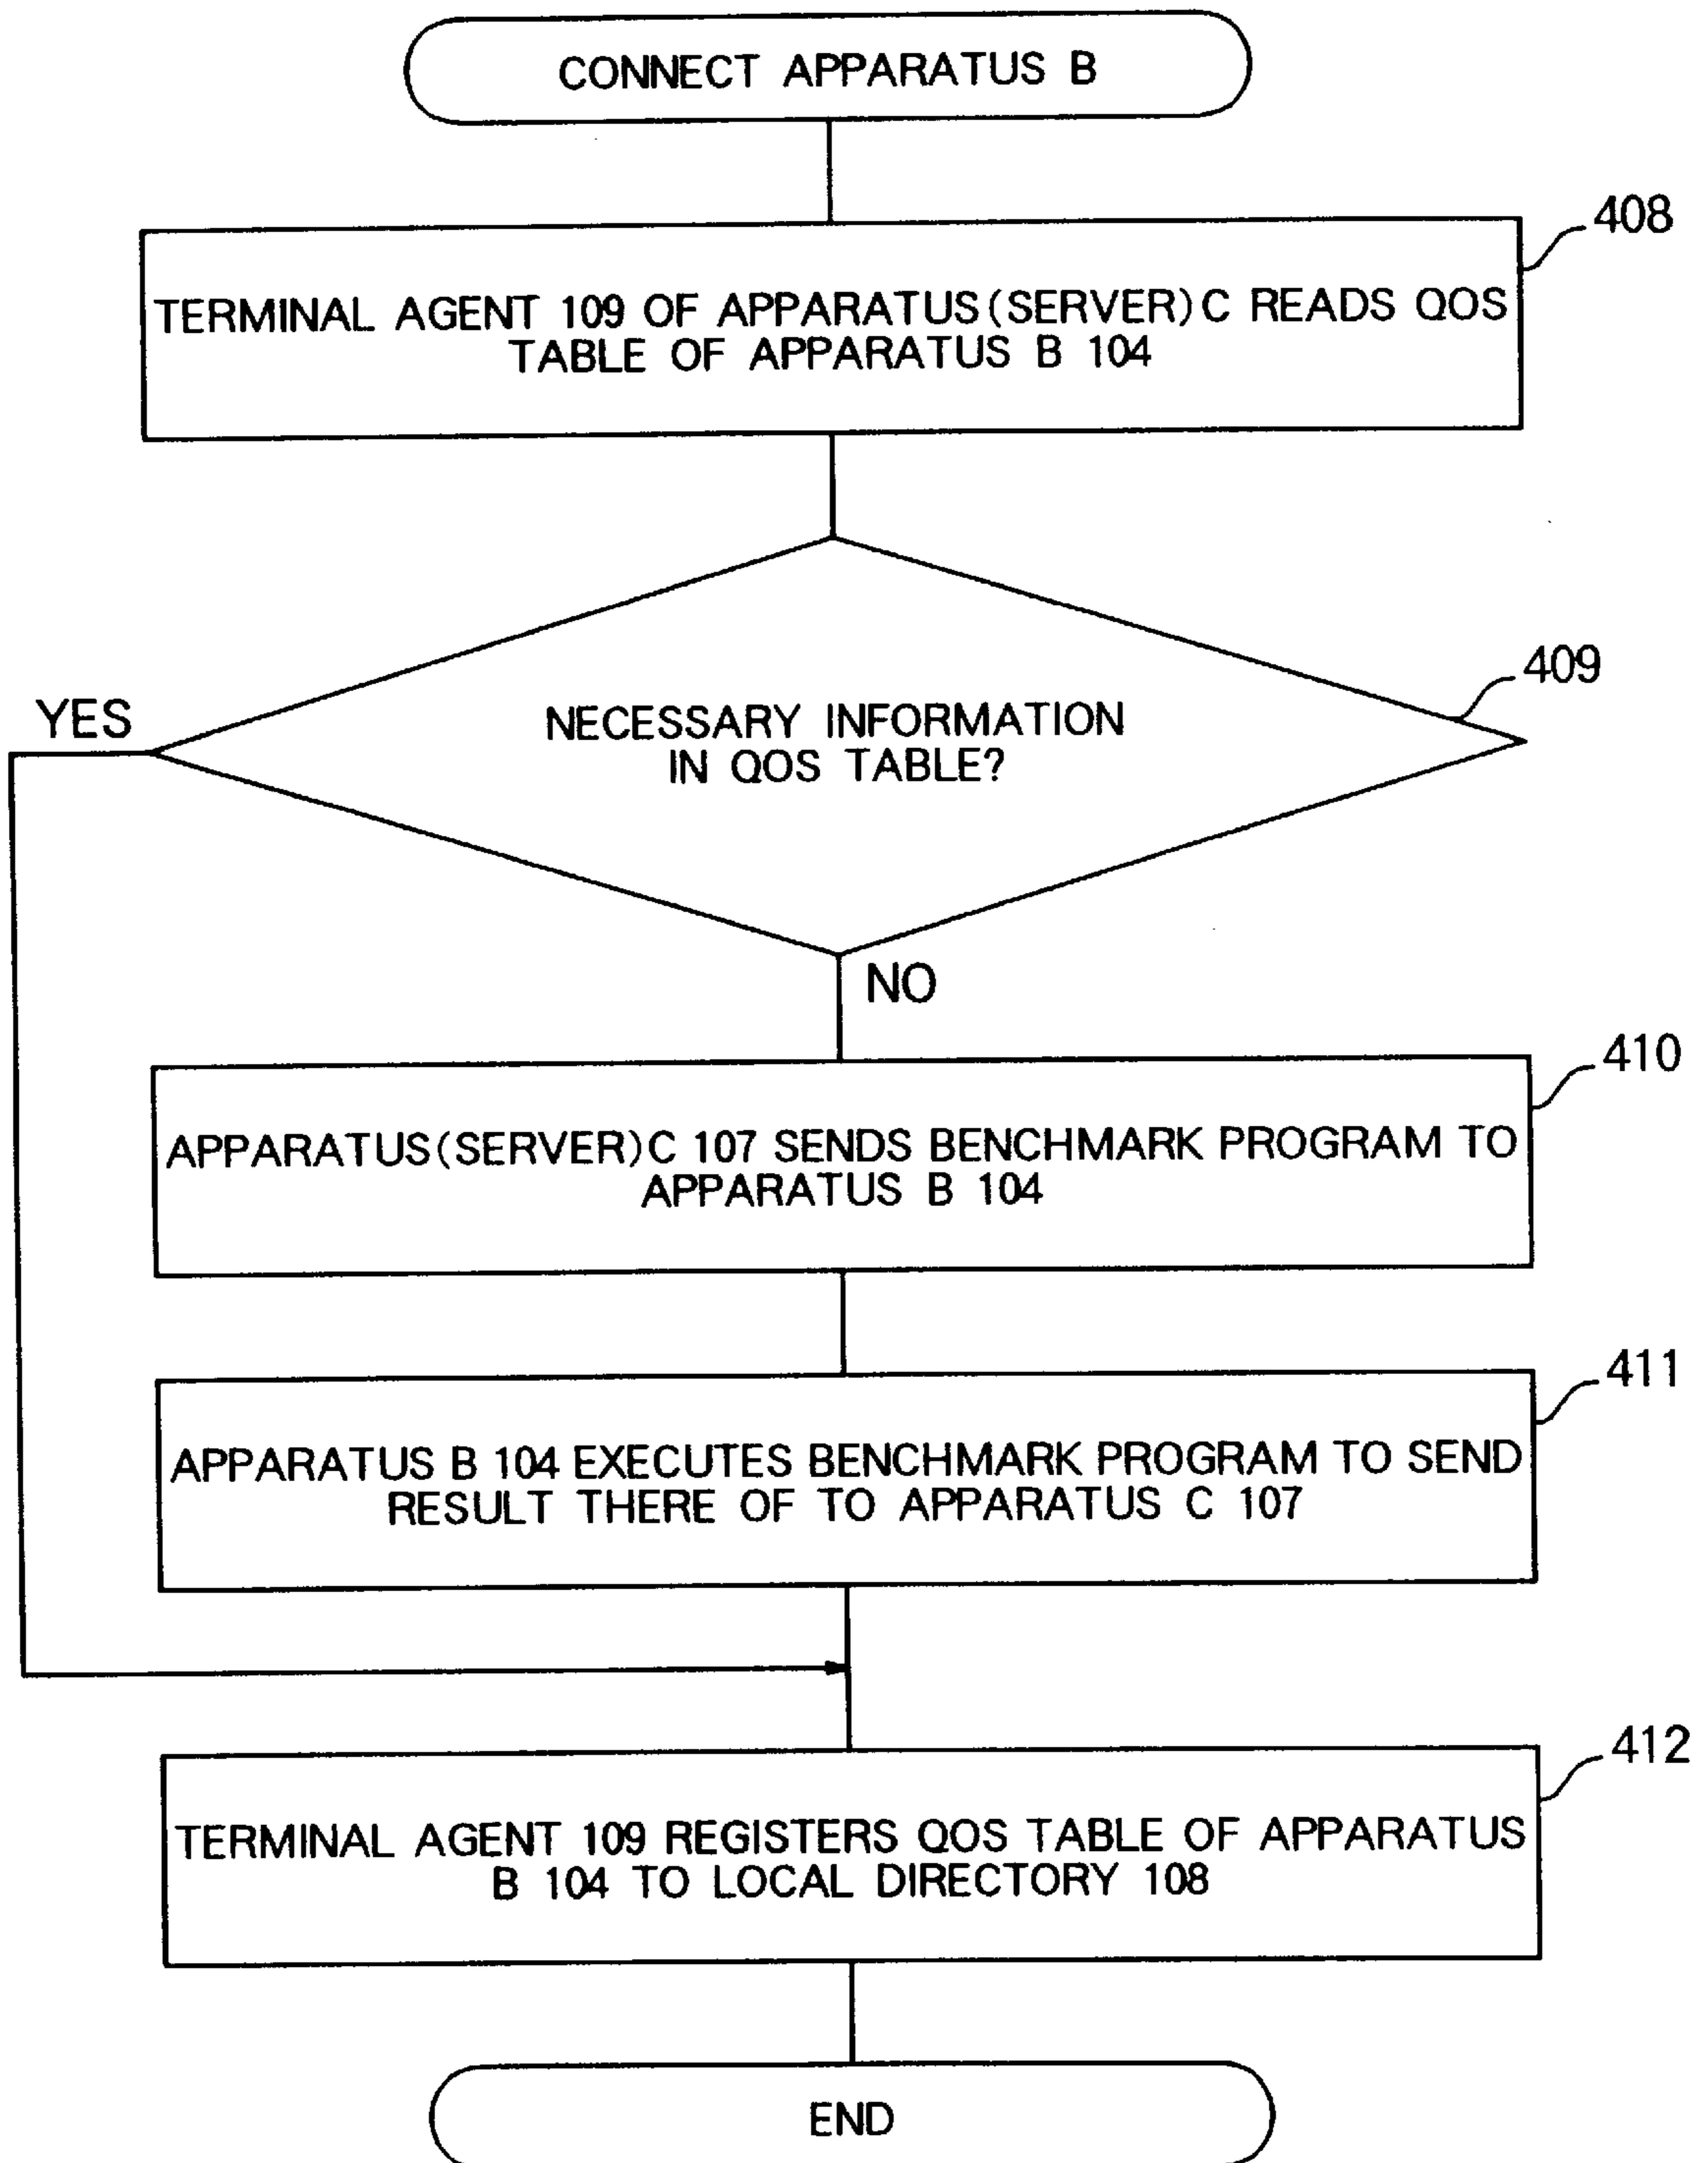 CONNECT APPARATUS B
408
TERMINAL AGENT 109 OF APPARATUS(SERVER)C READS QOS
TABLE OF APPARATUS B 104
409
YES
NECESSARY INFORMATION
IN QOS TABLE?
NO
410
APPARATUS(SERVER)C 107 SENDS BENCHMARK PROGRAM TO
APPARATUS B 104
411
APPARATUS B 104 EXECUTES BENCHMARK PROGRAM TO SEND
RESULT THERE OF TO APPARATUS C 107
412
TERMINAL AGENT 109 REGISTERS QOS TABLE OF APPARATUS
B 104 TO LOCAL DIRECTORY 108
END